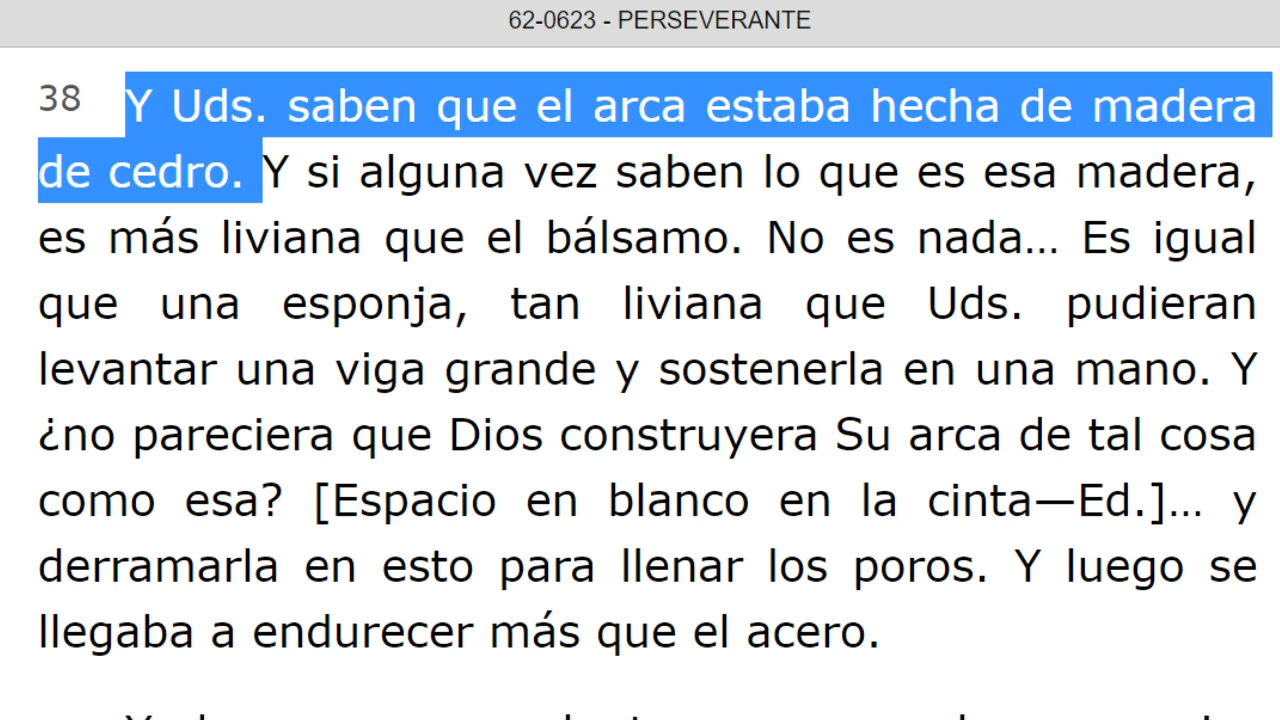 62-0623 - PERSEVERANTE
38 Y Uds. saben que el arca estaba hecha de madera
de cedro. Y si alguna vez saben lo que es esa madera,
es más liviana que el bálsamo. No es nada… Es igual
que una esponja, tan liviana que Uds. pudieran
levantar una viga grande y sostenerla en una mano. Y
¿no pareciera que Dios construyera Su arca de tal cosa
como esa? [Espacio en blanco en la cinta—Ed.]… y
derramarla en esto para llenar los poros. Y luego se
llegaba a endurecer más que el acero.